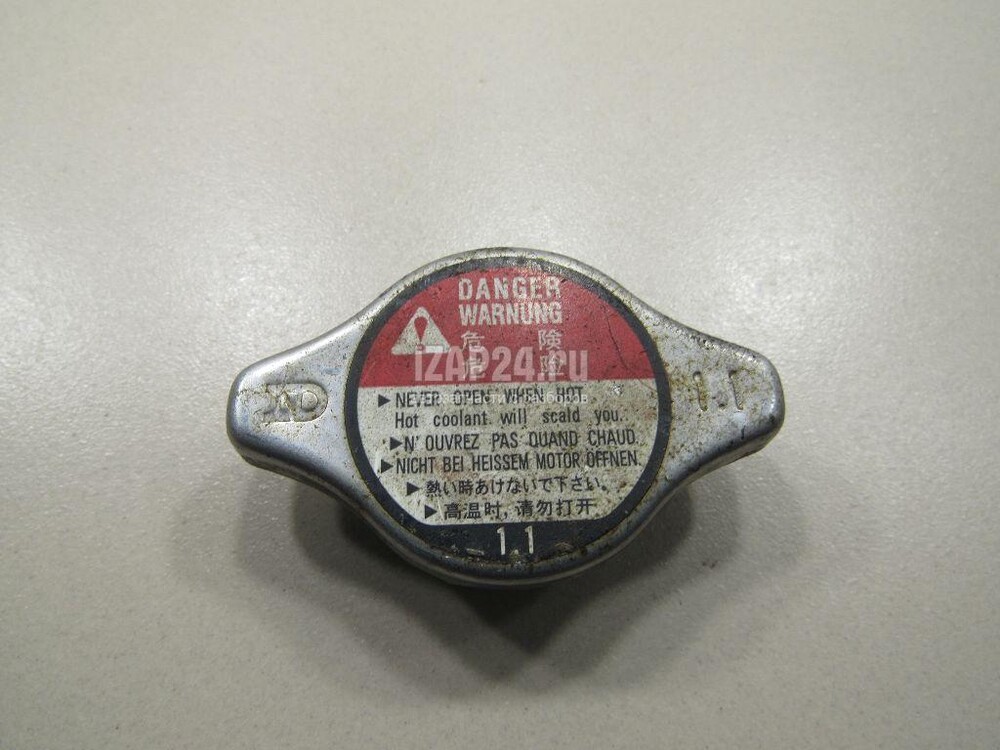 DANGER
WARNUNG
危 険
危 险
IZAP24.ru
▶ NEVER OPEN WHEN HOT.
Hot coolant will scald you.
▶ N'OUVREZ PAS QUAND CHAUD.
▶ NICHT BEI HEISSEM MOTOR ÖFFNEN.
▶ 熱い時あけないで下さい。
▶ 高温时,请勿打开
1.1
1.1